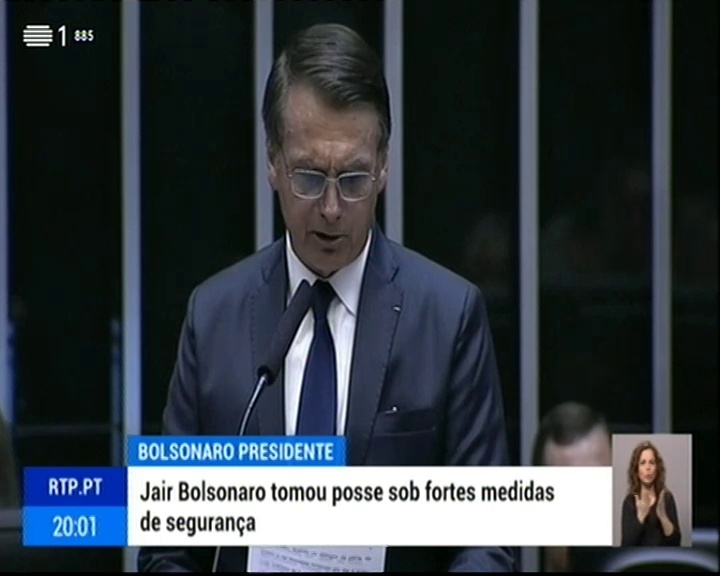 1 885
BOLSONARO PRESIDENTE
RTP.PT
Jair Bolsonaro tomou posse sob fortes medidas
de segurança
20:01